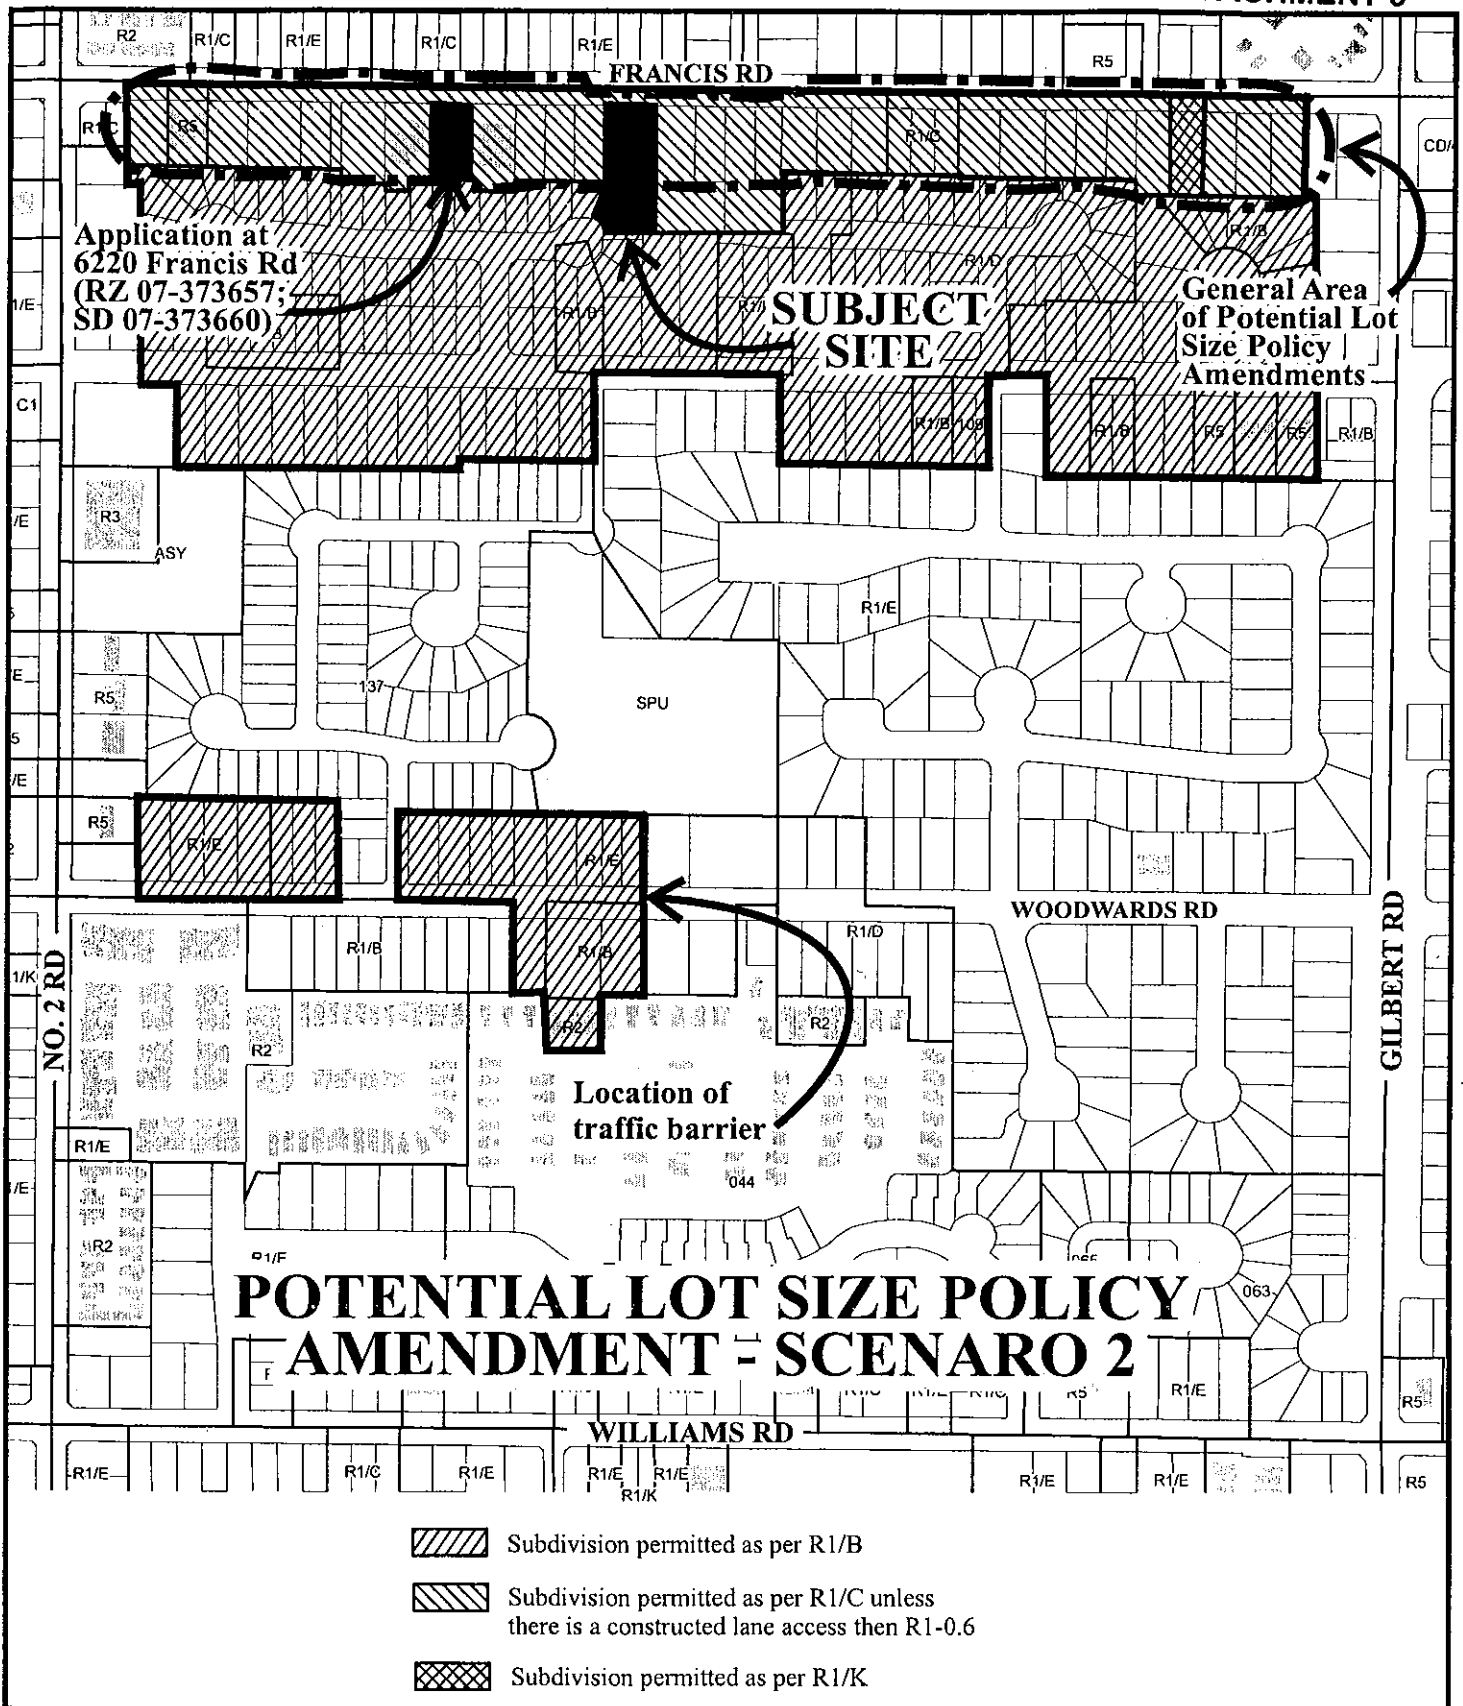 R2
R1/C
R1/E
R1/C
R1/E
R5
FRANCIS RD
R5
R1/C
CD/
Application at
6220 Francis Rd
(RZ 07-373657;
SD 07-373660)
R1/B
R1/D
1/E
R1/B
SUBJECT
SITE
General Area
of Potential Lot
Size Policy
Amendments
C1
R1/B
109
R1/B
R5
R5
R1/B
R3
/E
ASY
R1/E
E
R5
137
SPU
5
/E
R5
R1/E
R1/E
WOODWARDS RD
R1/B
R1/B
R1/D
1/K
NO. 2 RD
GILBERT RD
R2
R2
R2
Location of
traffic barrier
R1/E
/E
044
R2
063
POTENTIAL LOT SIZE POLICY
AMENDMENT - SCENARO 2
R5
R1/E
R5
WILLIAMS RD
R1/E
R1/C
R1/E
R1/E
R1/E
R1/K
R1/E
R1/E
R5
Subdivision permitted as per R1/B
Subdivision permitted as per R1/C unless
there is a constructed lane access then R1-0.6
Subdivision permitted as per R1/K